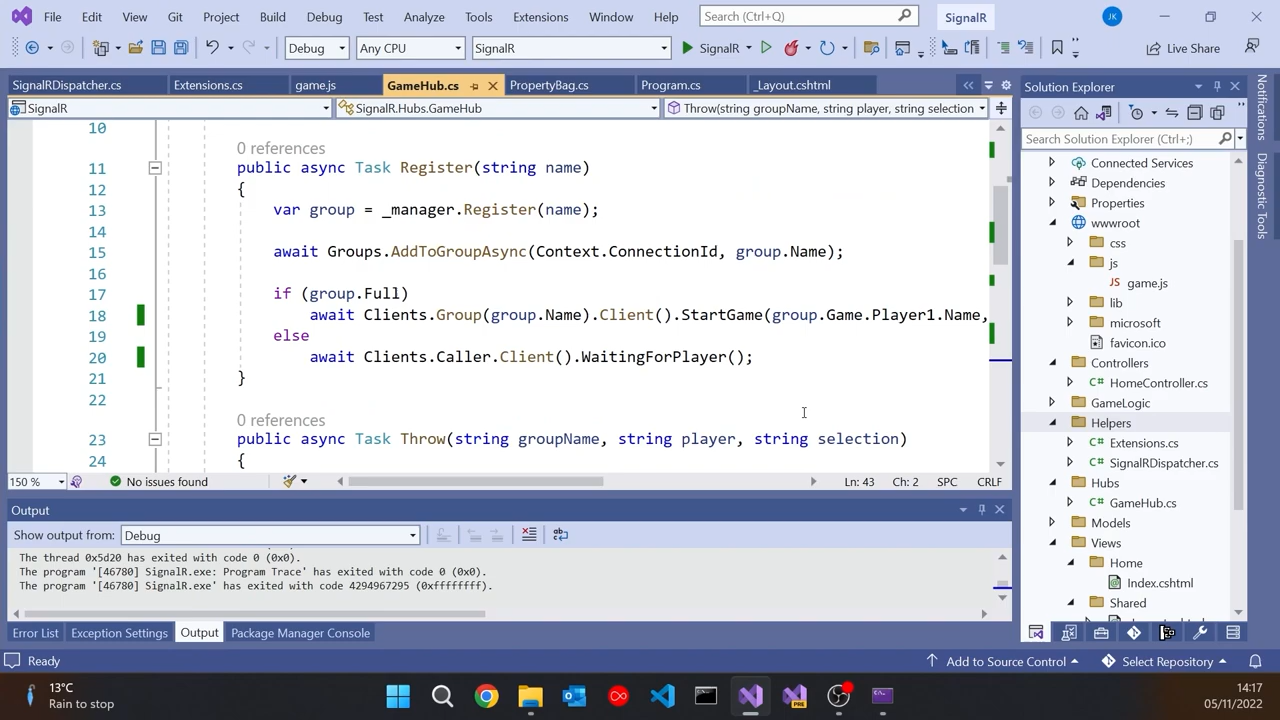 File Edit View Git Project Build Debug Test Analyze Tools Extensions Window Help Search (Ctrl+Q) SignalR JK
Debug Any CPU SignalR SignalR Live Share
SignalRDispatcher.cs Extensions.cs game.js GameHub.cs PropertyBag.cs Program.cs _Layout.cshtml
SignalR SignalR.Hubs.GameHub Throw(string groupName, string player, string selection)
10
0 references
11 public async Task Register(string name)
12 {
13 var group = _manager.Register(name);
14
15 await Groups.AddToGroupAsync(Context.ConnectionId, group.Name);
16
17 if (group.Full)
18 await Clients.Group(group.Name).Client().StartGame(group.Game.Player1.Name,
19 else
20 await Clients.Caller.Client().WaitingForPlayer();
21 }
22
0 references
23 public async Task Throw(string groupName, string player, string selection)
24 {
150 % No issues found Ln: 43 Ch: 2 SPC CRLF
Output
Show output from: Debug
The thread 0x5d20 has exited with code 0 (0x0).
The program '[46780] SignalR.exe: Program Trace' has exited with code 0 (0x0).
The program '[46780] SignalR.exe' has exited with code 4294967295 (0xffffffff).
Error List Exception Settings Output Package Manager Console
Solution Explorer
Search Solution Explorer (Ctrl+;)
Connected Services
Dependencies
Properties
wwwroot
css
js
game.js
lib
microsoft
favicon.ico
Controllers
HomeController.cs
GameLogic
Helpers
Extensions.cs
SignalRDispatcher.cs
Hubs
GameHub.cs
Models
Views
Home
Index.cshtml
Shared
Notifications
Diagnostic Tools
Ready Add to Source Control Select Repository
13°C
Rain to stop
PRE
14:17
05/11/2022